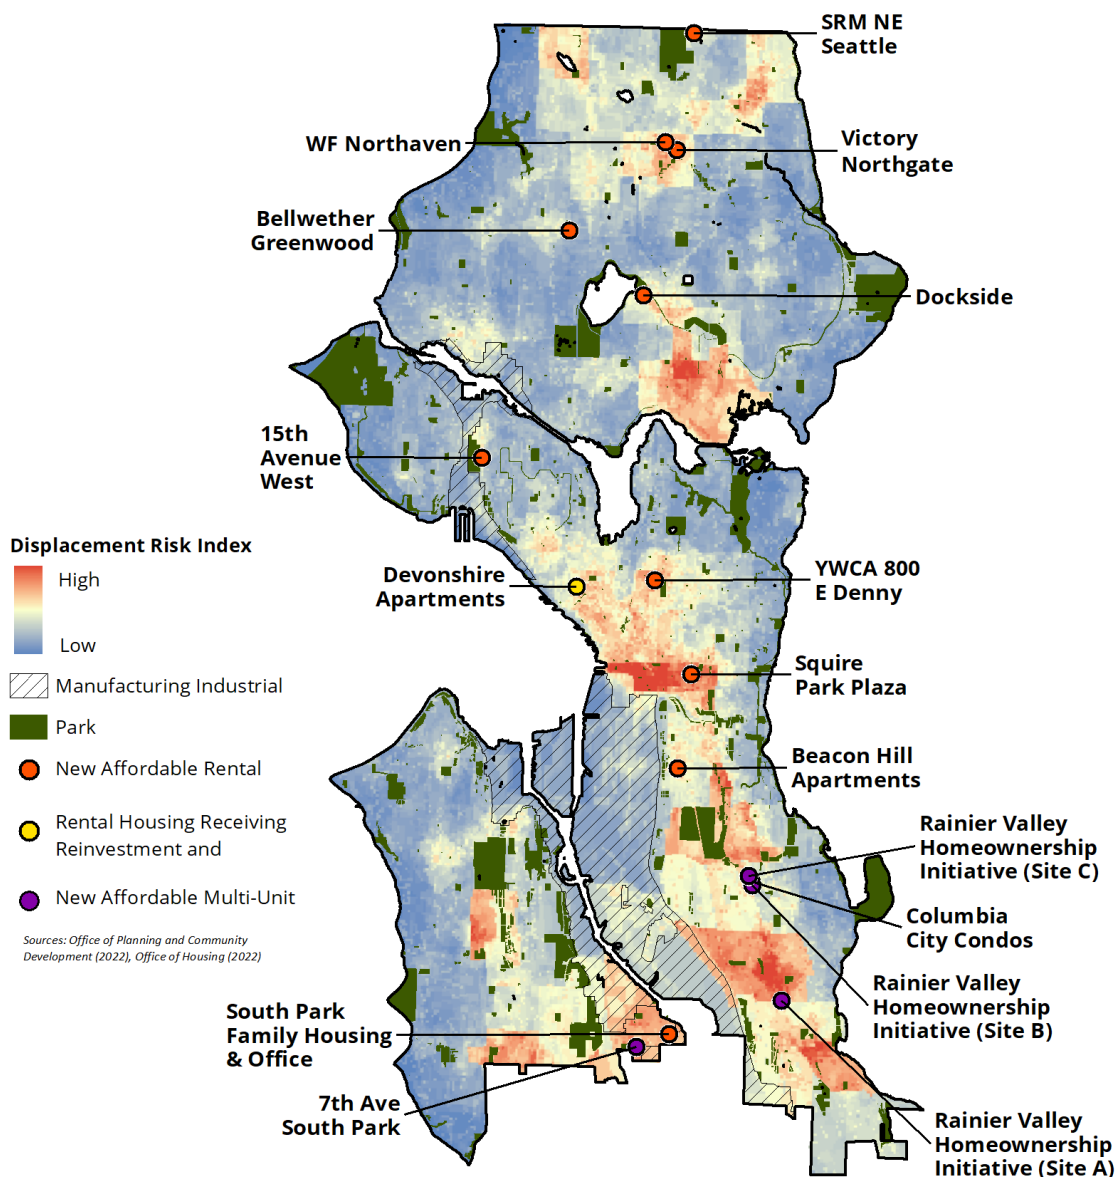 SRM NE
Seattle
WF Northaven
Victory
Northgate
Bellwether
Greenwood
Dockside
15th
Avenue
West
Displacement Risk Index
High
Low
Manufacturing Industrial
Park
New Affordable Rental
Rental Housing Receiving
Reinvestment and
New Affordable Multi-Unit
Sources: Office of Planning and Community
Development (2022), Office of Housing (2022)
Devonshire
Apartments
YWCA 800
E Denny
Squire
Park Plaza
Beacon Hill
Apartments
Rainier Valley
Homeownership
Initiative (Site C)
Columbia
City Condos
Rainier Valley
Homeownership
Initiative (Site B)
South Park
Family Housing
& Office
7th Ave
South Park
Rainier Valley
Homeownership
Initiative (Site A)